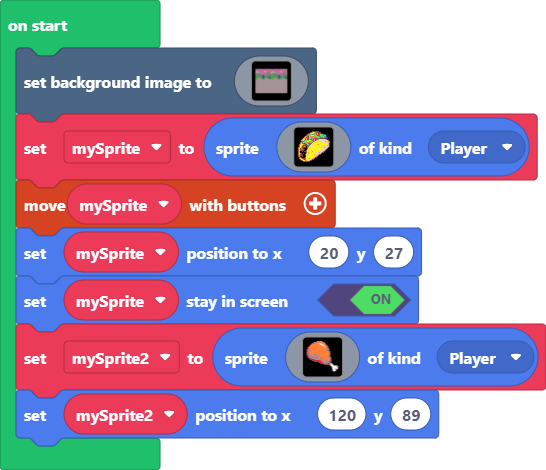 on start
set background image to
set mySprite to sprite of kind Player
move mySprite with buttons
set mySprite position to x 20 y 27
set mySprite stay in screen ON
set mySprite2 to sprite of kind Player
set mySprite2 position to x 120 y 89